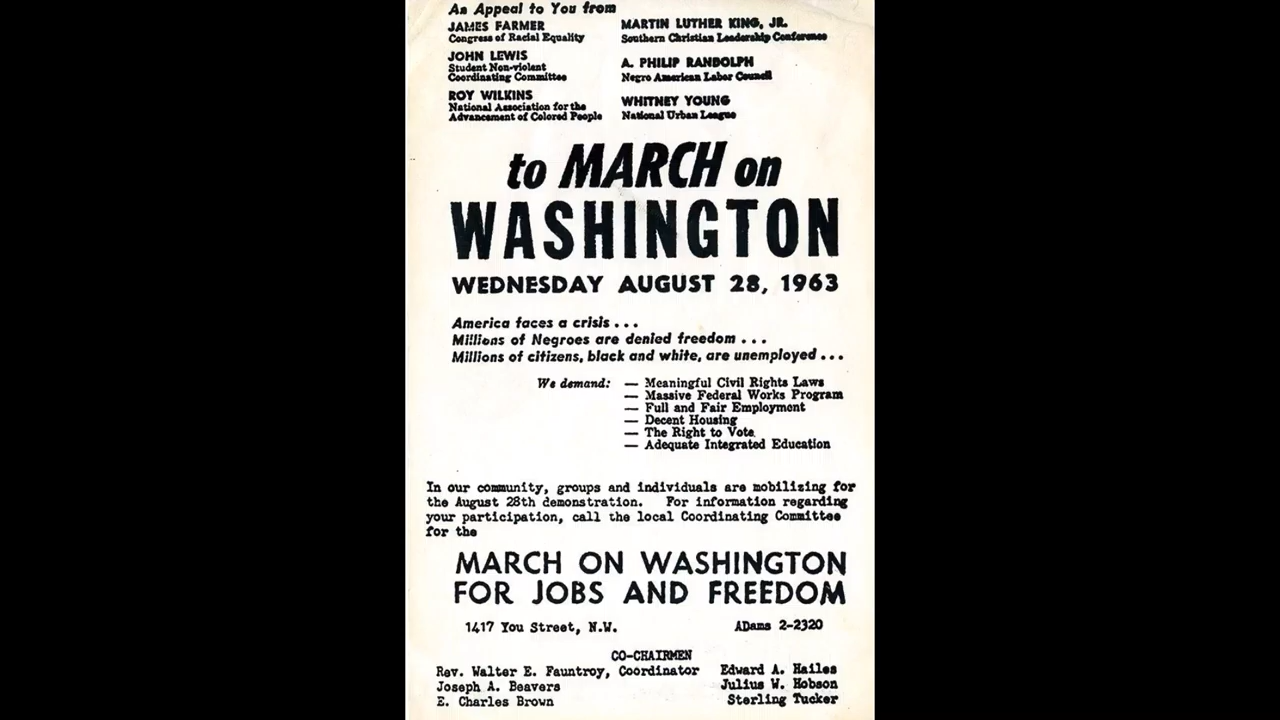 An Appeal to You from
JAMES FARMER
Congress of Racial Equality
JOHN LEWIS
Student Non-violent
Coordinating Committee
ROY WILKINS
National Association for the
Advancement of Colored People
MARTIN LUTHER KING, JR.
Southern Christian Leadership Conference
A. PHILIP RANDOLPH
Negro American Labor Council
WHITNEY YOUNG
National Urban League
to MARCH on
WASHINGTON
WEDNESDAY AUGUST 28, 1963
America faces a crisis . . .
Millions of Negroes are denied freedom . . .
Millions of citizens, black and white, are unemployed . . .
We demand: — Meaningful Civil Rights Laws
— Massive Federal Works Program
— Full and Fair Employment
— Decent Housing
— The Right to Vote
— Adequate Integrated Education
In our community, groups and individuals are mobilizing for
the August 28th demonstration. For information regarding
your participation, call the local Coordinating Committee
for the
MARCH ON WASHINGTON
FOR JOBS AND FREEDOM
1417 You Street, N.W. ADams 2-2320
CO-CHAIRMEN
Rev. Walter E. Fauntroy, Coordinator Edward A. Hailes
Joseph A. Beavers Julius W. Hobson
E. Charles Brown Sterling Tucker